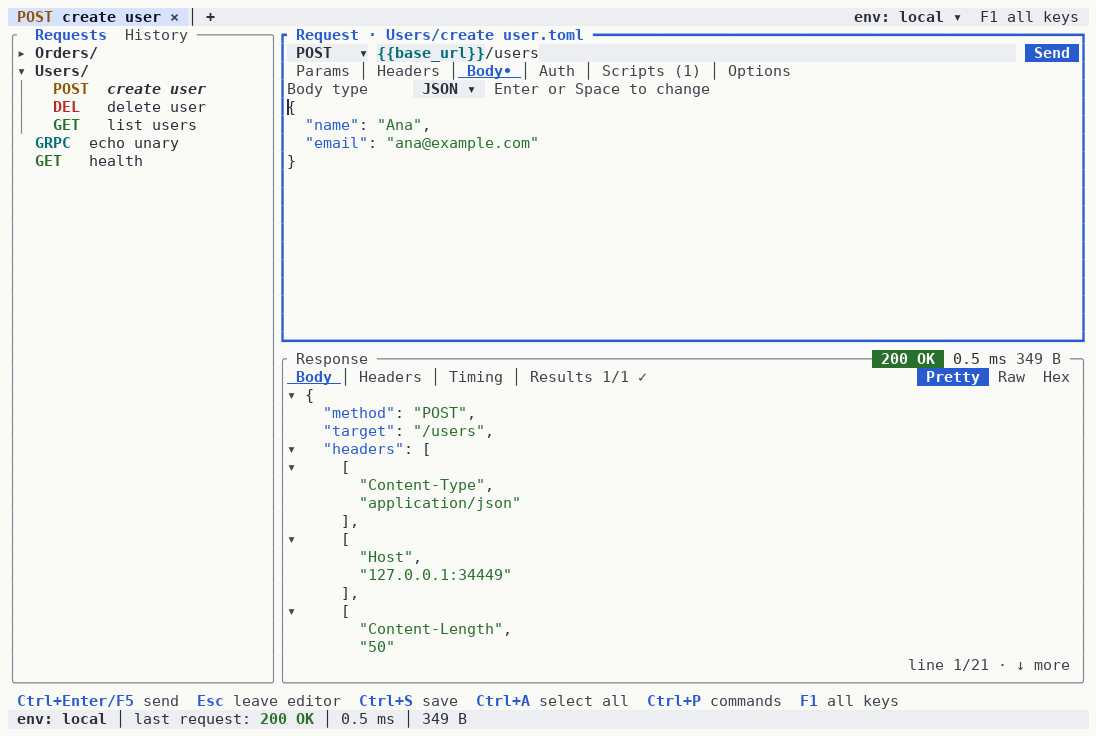 POST create user × │ + env: local ▾ F1 all keys
Requests History
▸ Orders/
▾ Users/
POST create user
DEL delete user
GET list users
GRPC echo unary
GET health
Request · Users/create user.toml
POST ▾ {{base_url}}/users Send
Params │ Headers │ Body• │ Auth │ Scripts (1) │ Options
Body type JSON ▾ Enter or Space to change
{
"name": "Ana",
"email": "ana@example.com"
}
Response 200 OK 0.5 ms 349 B
Body │ Headers │ Timing │ Results 1/1 ✓ Pretty Raw Hex
▾ {
"method": "POST",
"target": "/users",
▾ "headers": [
▾ [
"Content-Type",
"application/json"
],
▾ [
"Host",
"127.0.0.1:34449"
],
▾ [
"Content-Length",
"50"
line 1/21 · ↓ more
Ctrl+Enter/F5 send Esc leave editor Ctrl+S save Ctrl+A select all Ctrl+P commands F1 all keys
env: local │ last request: 200 OK │ 0.5 ms │ 349 B